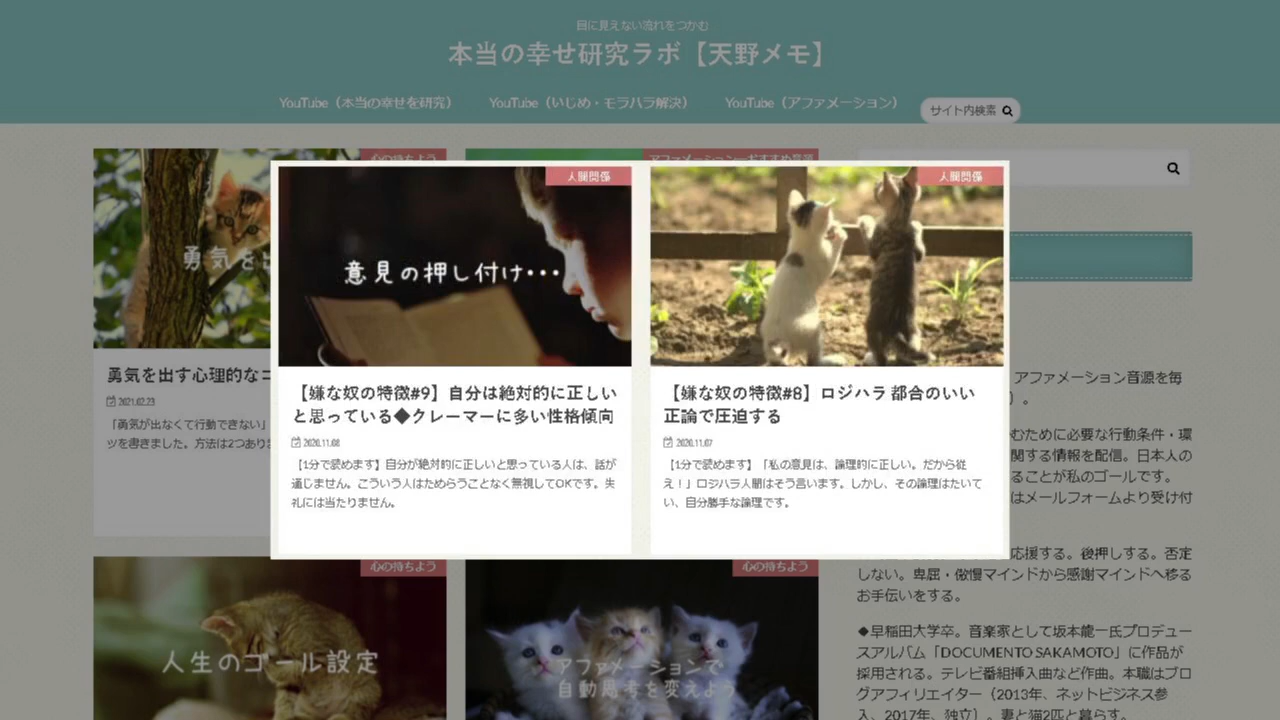 目に見えない流れをつかむ
本当の幸せ研究ラボ【天野メモ】
YouTube（本当の幸せを研究） YouTube（いじめ・モラハラ解決） YouTube（アファメーション） サイト内検索
心の持ちよう
勇気を出
勇気を出す心理的なコ
2021.02.23
「勇気が出なくて行動できない」
ツを書きました。方法は2つあり
アファメーションーおすすめ音源
人間関係
意見の押し付け・・・
【嫌な奴の特徴#9】自分は絶対的に正しい
と思っている◆クレーマーに多い性格傾向
2020.11.08
【1分で読めます】自分が絶対的に正しいと思っている人は、話が
通じません。こういう人はためらうことなく無視してOKです。失
礼には当たりません。
人間関係
【嫌な奴の特徴#8】ロジハラ 都合のいい
正論で圧迫する
2020.11.07
【1分で読めます】「私の意見は、論理的に正しい。だから従
え！」ロジハラ人間はそう言います。しかし、その論理はたいて
い、自分勝手な論理です。
心の持ちよう
人生のゴール設定
心の持ちよう
アファメーションで
自動思考を変えよう
アファメーション音源を毎
）。
むために必要な行動条件・環
関する情報を配信。日本人の
ることが私のゴールです。
はメールフォームより受け付
応援する。後押しする。否定
しない。卑屈・傲慢マインドから感謝マインドへ移る
お手伝いをする。
◆早稲田大学卒。音楽家として坂本龍一氏プロデュー
スアルバム「DOCUMENTO SAKAMOTO」に作品が
採用される。テレビ番組挿入曲など作曲。本職はブロ
グアフィリエイター（2013年、ネットビジネス参
入、2017年、独立）。妻と猫2匹と暮らす。